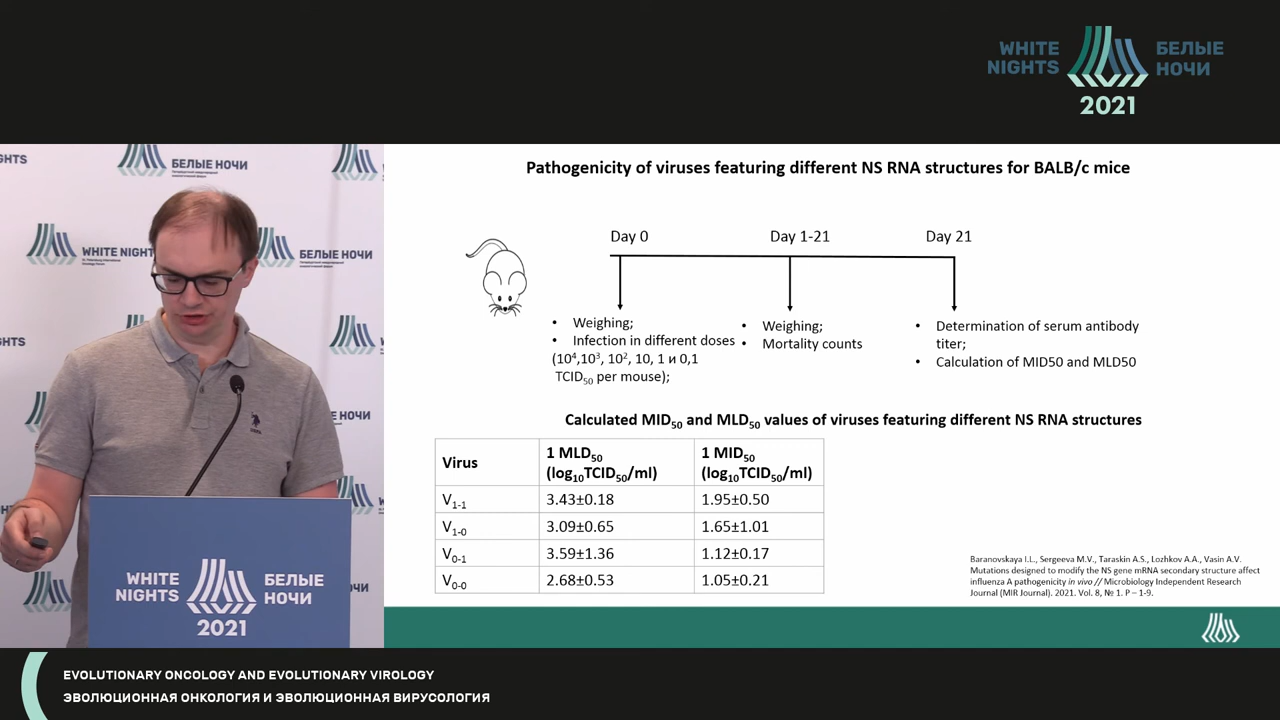 WHITE NIGHTS
БЕЛЫЕ НОЧИ
2021
GHTS
БЕЛЫЕ НОЧИ
WHITE NIGHT
БЕЛЫЕ НОЧИ
GHTS
Е НОЧИ
WHITE NIGHTS
БЕЛЫЕ НОЧИ
2021
Pathogenicity of viruses featuring different NS RNA structures for BALB/c mice
Day 0
Day 1-21
Day 21
• Weighing;
• Infection in different doses
(10⁴,10³, 10², 10, 1 и 0,1
TCID₅₀ per mouse);
• Weighing;
• Mortality counts
• Determination of serum antibody
titer;
• Calculation of MID50 and MLD50
Calculated MID₅₀ and MLD₅₀ values of viruses featuring different NS RNA structures
Virus | 1 MLD₅₀ (log₁₀TCID₅₀/ml) | 1 MID₅₀ (log₁₀TCID₅₀/ml)
V₁₋₁ | 3.43±0.18 | 1.95±0.50
V₁₋₀ | 3.09±0.65 | 1.65±1.01
V₀₋₁ | 3.59±1.36 | 1.12±0.17
V₀₋₀ | 2.68±0.53 | 1.05±0.21
Baranovskaya I.L., Sergeeva M.V., Taraskin A.S., Lozhkov A.A., Vasin A.V.
Mutations designed to modify the NS gene mRNA secondary structure affect
influenza A pathogenicity in vivo // Microbiology Independent Research
Journal (MIR Journal). 2021. Vol. 8, № 1. P – 1-9.
EVOLUTIONARY ONCOLOGY AND EVOLUTIONARY VIROLOGY
ЭВОЛЮЦИОННАЯ ОНКОЛОГИЯ И ЭВОЛЮЦИОННАЯ ВИРУСОЛОГИЯ